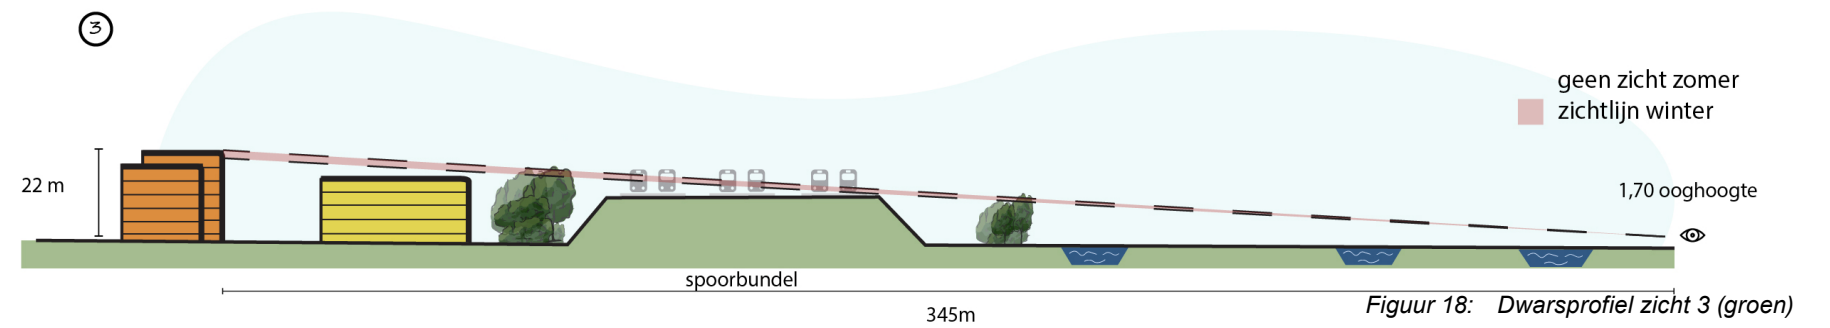 3
geen zicht zomer
zichtlijn winter
22 m
1,70 ooghoogte
spoorbundel
345m
Figuur 18: Dwarsprofiel zicht 3 (groen)